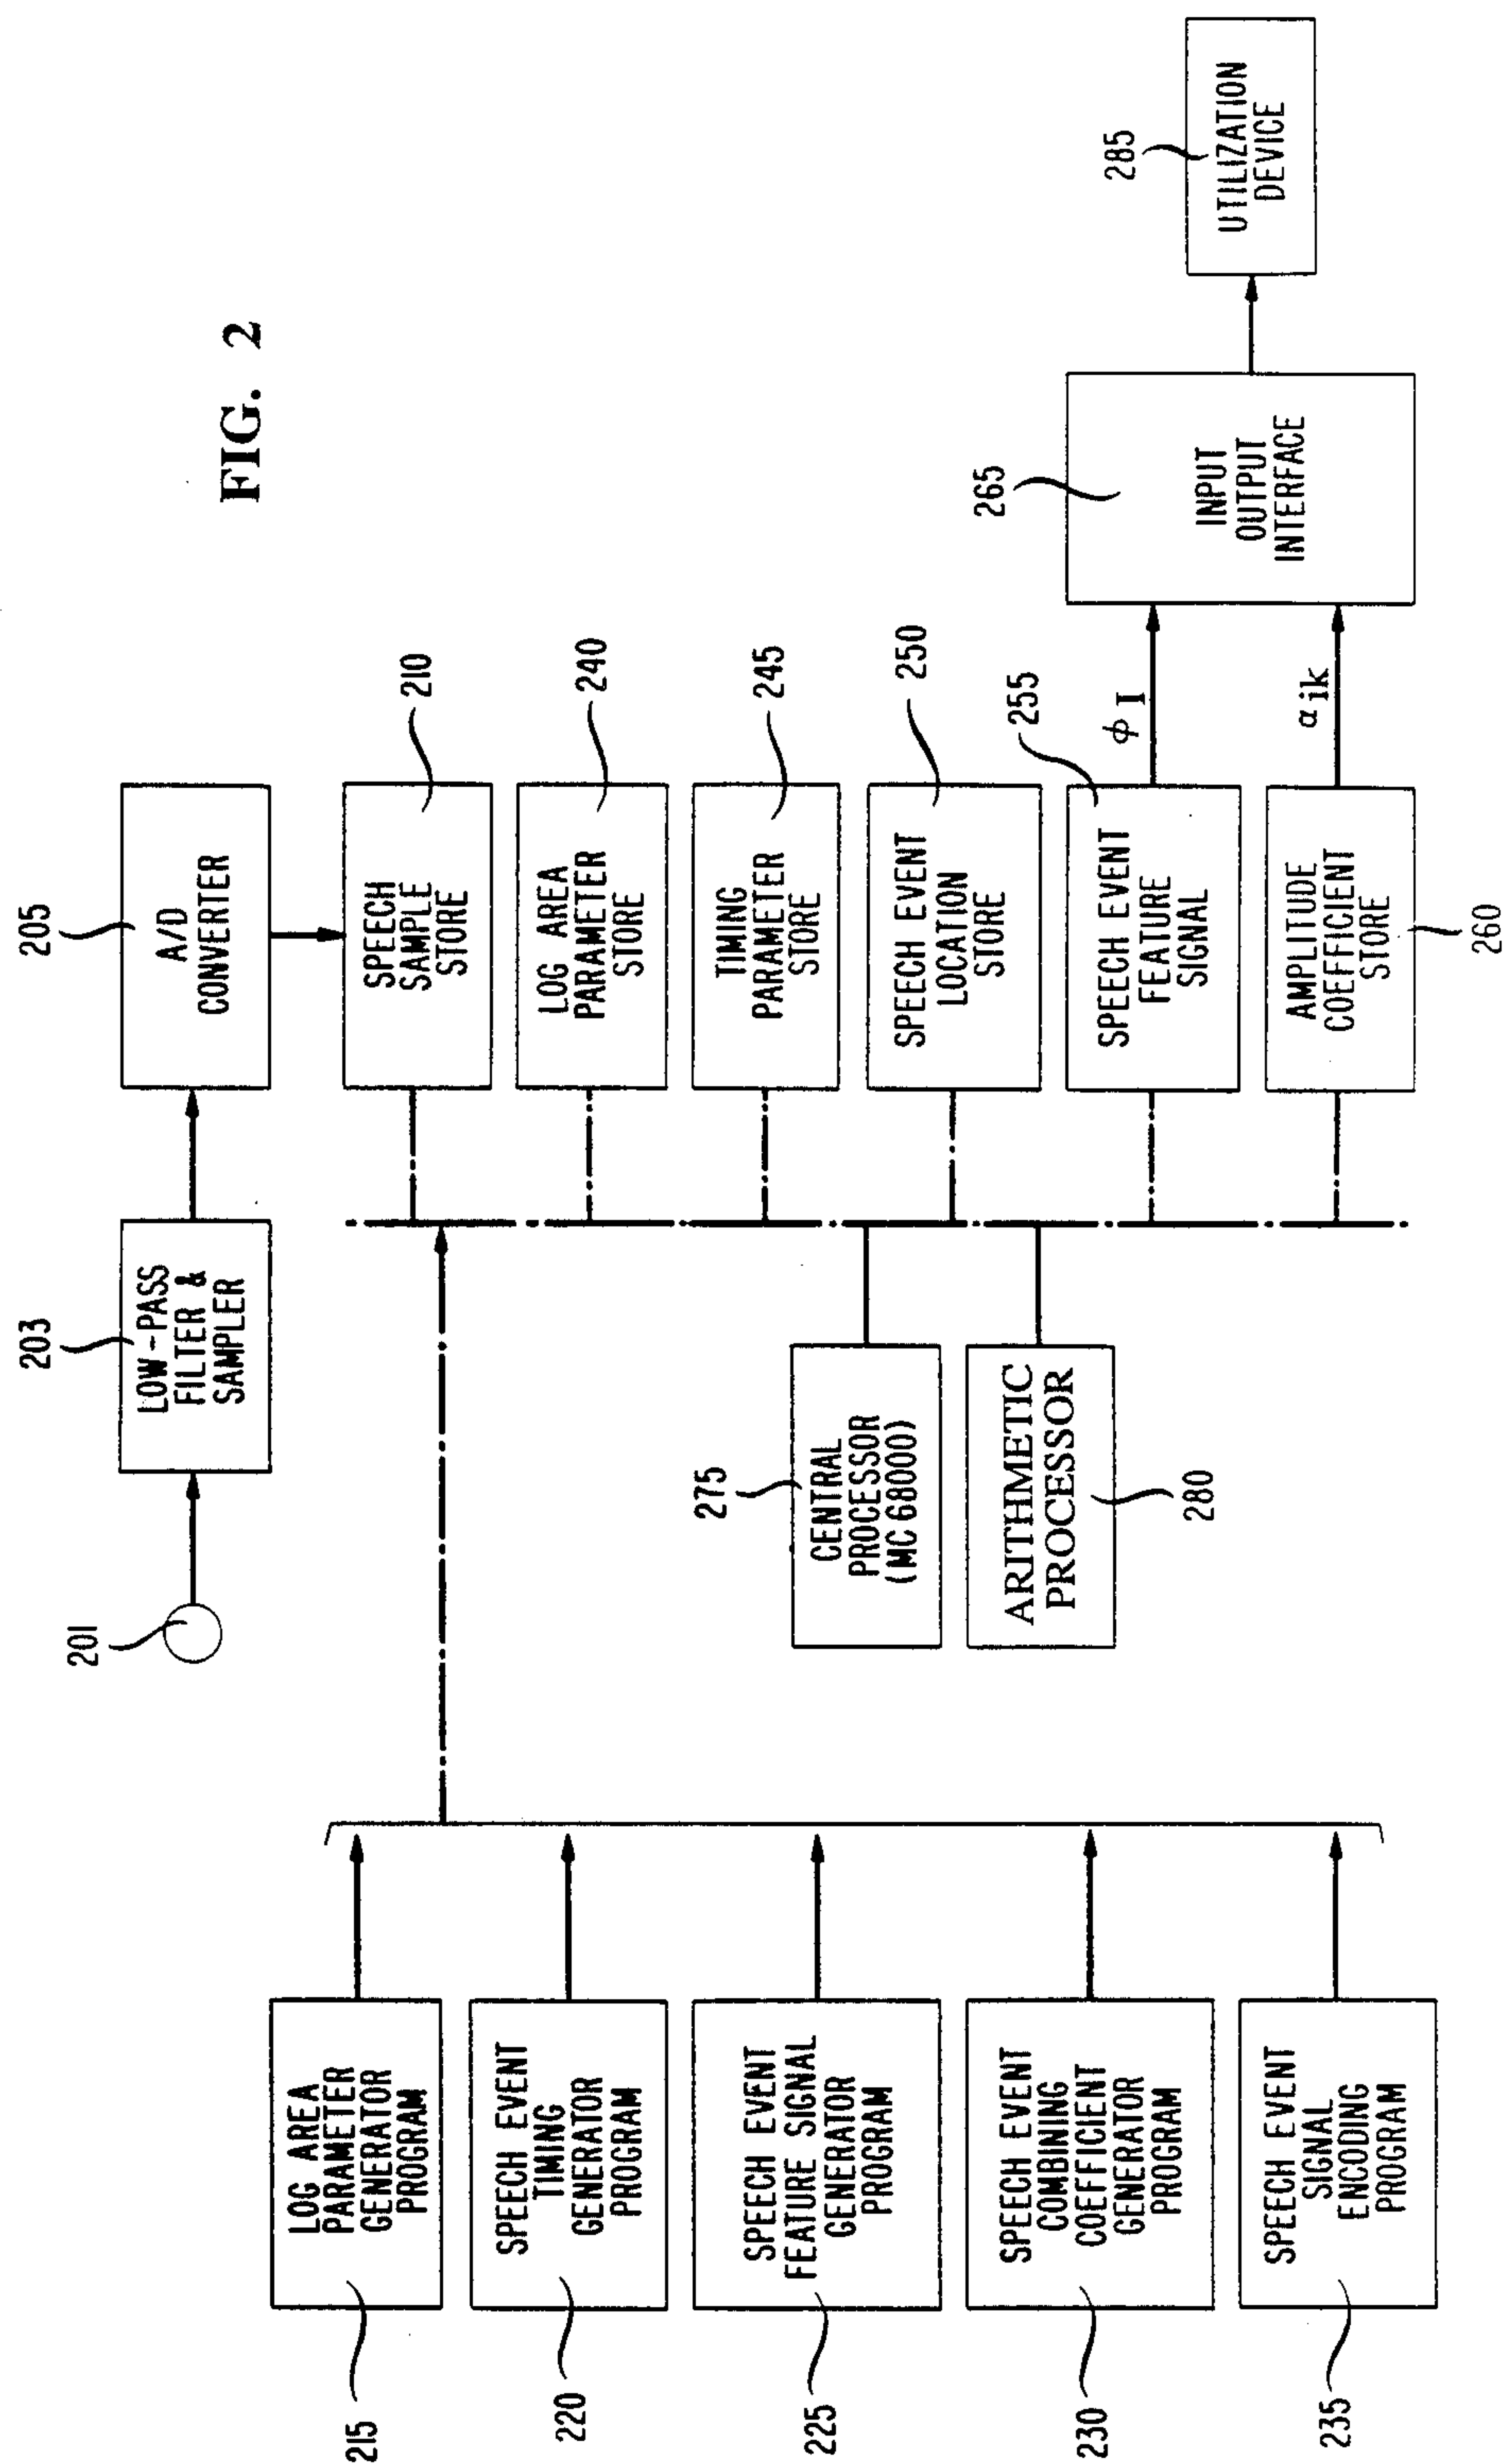 FIG. 2
201
203
LOW-PASS
FILTER &
SAMPLER
205
A/D
CONVERTER
210
SPEECH
SAMPLE
STORE
240
LOG AREA
PARAMETER
STORE
245
TIMING
PARAMETER
STORE
250
SPEECH EVENT
LOCATION
STORE
255
SPEECH EVENT
FEATURE
SIGNAL
260
AMPLITUDE
COEFFICIENT
STORE
ϕ I
α ik
265
INPUT
OUTPUT
INTERFACE
285
UTILIZATION
DEVICE
275
CENTRAL
PROCESSOR
(MC 68000)
280
ARITHMETIC
PROCESSOR
215
LOG AREA
PARAMETER
GENERATOR
PROGRAM
220
SPEECH EVENT
TIMING
GENERATOR
PROGRAM
225
SPEECH EVENT
FEATURE SIGNAL
GENERATOR
PROGRAM
230
SPEECH EVENT
COMBINING
COEFFICIENT
GENERATOR
PROGRAM
235
SPEECH EVENT
SIGNAL
ENCODING
PROGRAM